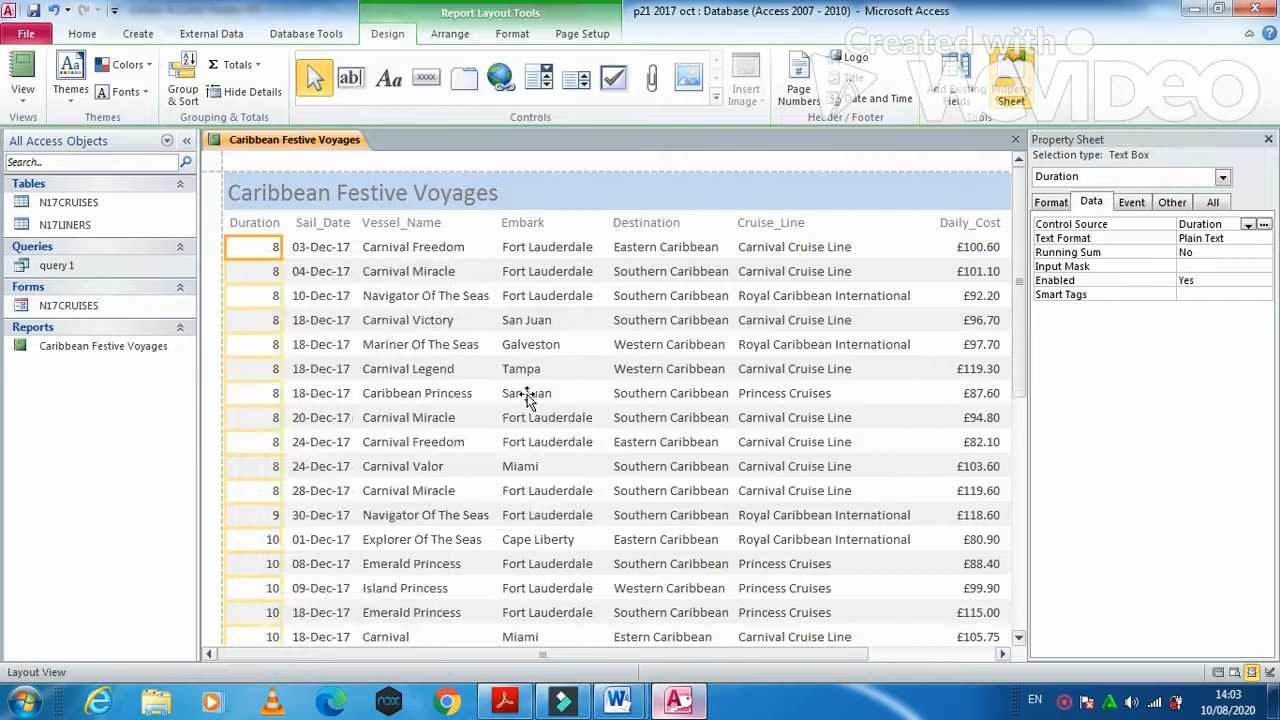 Report Layout Tools
p21 2017 oct : Database (Access 2007 - 2010) - Microsoft Access
File Home Create External Data Database Tools Design Arrange Format Page Setup
Created with
WeVideo
View
Views
Themes
Colors
Fonts
Themes
Group & Sort
Totals
Hide Details
Grouping & Totals
ab|
Aa
xxxx
Controls
Insert Image
Page Numbers
Logo
Title
Date and Time
Header / Footer
Add Existing Fields
Property Sheet
Tools
All Access Objects
Search...
Tables
N17CRUISES
N17LINERS
Queries
query 1
Forms
N17CRUISES
Reports
Caribbean Festive Voyages
Caribbean Festive Voyages
Caribbean Festive Voyages
Duration Sail_Date Vessel_Name Embark Destination Cruise_Line Daily_Cost
8 03-Dec-17 Carnival Freedom Fort Lauderdale Eastern Caribbean Carnival Cruise Line £100.60
8 04-Dec-17 Carnival Miracle Fort Lauderdale Southern Caribbean Carnival Cruise Line £101.10
8 10-Dec-17 Navigator Of The Seas Fort Lauderdale Southern Caribbean Royal Caribbean International £92.20
8 18-Dec-17 Carnival Victory San Juan Southern Caribbean Carnival Cruise Line £96.70
8 18-Dec-17 Mariner Of The Seas Galveston Western Caribbean Royal Caribbean International £97.70
8 18-Dec-17 Carnival Legend Tampa Western Caribbean Carnival Cruise Line £119.30
8 18-Dec-17 Caribbean Princess San Juan Southern Caribbean Princess Cruises £87.60
8 20-Dec-17 Carnival Miracle Fort Lauderdale Southern Caribbean Carnival Cruise Line £94.80
8 24-Dec-17 Carnival Freedom Fort Lauderdale Eastern Caribbean Carnival Cruise Line £82.10
8 24-Dec-17 Carnival Valor Miami Southern Caribbean Carnival Cruise Line £103.60
8 28-Dec-17 Carnival Miracle Fort Lauderdale Southern Caribbean Carnival Cruise Line £119.60
9 30-Dec-17 Navigator Of The Seas Fort Lauderdale Southern Caribbean Royal Caribbean International £118.60
10 01-Dec-17 Explorer Of The Seas Cape Liberty Eastern Caribbean Royal Caribbean International £80.90
10 08-Dec-17 Emerald Princess Fort Lauderdale Southern Caribbean Princess Cruises £88.40
10 09-Dec-17 Island Princess Fort Lauderdale Western Caribbean Princess Cruises £99.90
10 18-Dec-17 Emerald Princess Fort Lauderdale Southern Caribbean Princess Cruises £115.00
10 18-Dec-17 Carnival Miami Estern Caribbean Carnival Cruise Line £105.75
Property Sheet
Selection type: Text Box
Duration
Format Data Event Other All
Control Source Duration
Text Format Plain Text
Running Sum No
Input Mask
Enabled Yes
Smart Tags
Layout View
nox
EN
14:03
10/08/2020